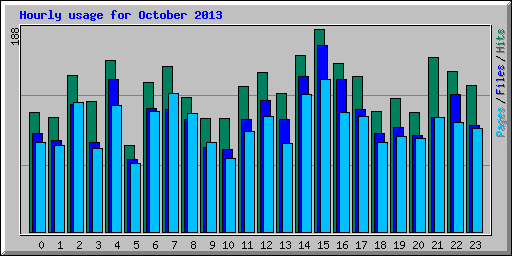 Hourly usage for October 2013
188
Pages / Files / Hits
0 1 2 3 4 5 6 7 8 9 10 11 12 13 14 15 16 17 18 19 20 21 22 23